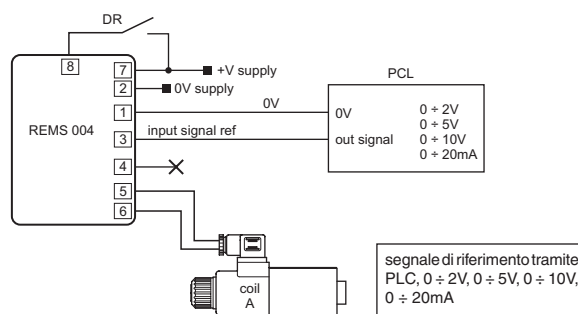 DR
8
7
+V supply
2
0V supply
PCL
1
0V
0V
0 ÷ 2V
0 ÷ 5V
REMS 004
3
input signal ref
out signal
0 ÷ 10V
0 ÷ 20mA
4
5
6
coil
A
segnale di riferimento tramite
PLC, 0 ÷ 2V, 0 ÷ 5V, 0 ÷ 10V,
0 ÷ 20mA